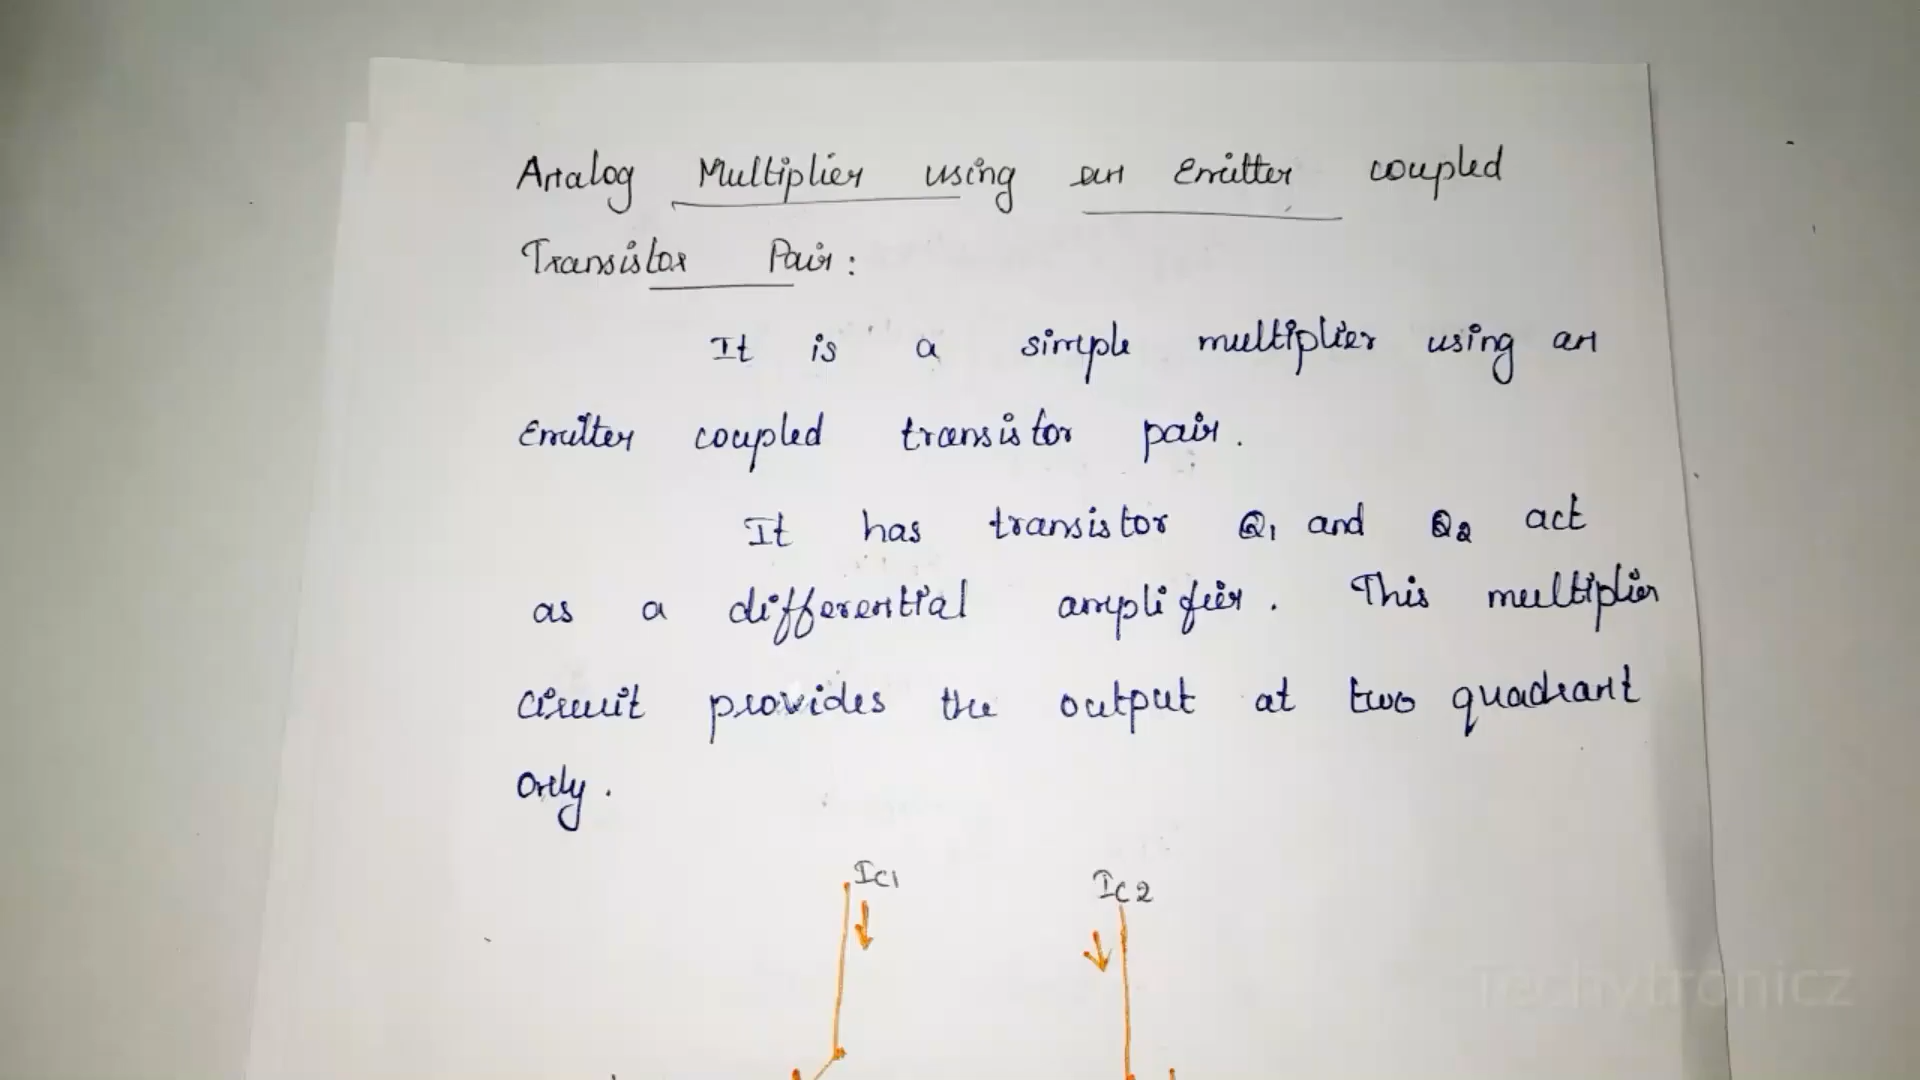 Analog Multiplier using an Emitter coupled
Transistor Pair:
It is a simple multiplier using an
Emitter coupled transistor pair.
It has transistor Q1 and Q2 act
as a differential amplifier. This multiplier
circuit provides the output at two quadrant
only.
IC1 IC2
Techytronicz